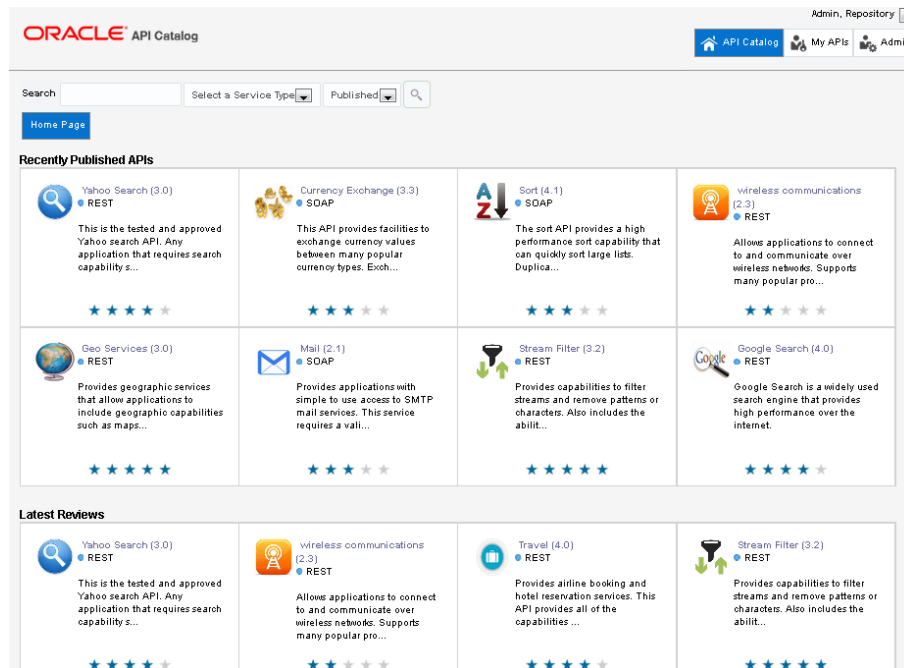 Admin, Repository
ORACLE API Catalog
API Catalog My APIs Admi
Search Select a Service Type Published
Home Page
Recently Published APIs
Yahoo Search (3.0)
REST
This is the tested and approved
Yahoo search API. Any
application that requires search
capability s...
Currency Exchange (3.3)
SOAP
This API provides facilities to
exchange currency values
between many popular
currency types. Exch...
Sort (4.1)
SOAP
The sort API provides a high
performance sort capability that
can quickly sort large lists.
Duplica...
wireless communications
(2.3)
REST
Allows applications to connect
to and communicate over
wireless networks. Supports
many popular pro...
Geo Services (3.0)
REST
Provides geographic services
that allow applications to
include geographic capabilities
such as maps...
Mail (2.1)
SOAP
Provides applications with
simple to use access to SMTP
mail services. This service
requires a vali...
Stream Filter (3.2)
REST
Provides capabilities to filter
streams and remove patterns or
characters. Also includes the
abilit...
Google
Google Search (4.0)
REST
Google Search is a widely used
search engine that provides
high performance over the
internet.
Latest Reviews
Yahoo Search (3.0)
REST
This is the tested and approved
Yahoo search API. Any
application that requires search
capability s...
wireless communications
(2.3)
REST
Allows applications to connect
to and communicate over
wireless networks. Supports
many popular pro...
Travel (4.0)
REST
Provides airline booking and
hotel reservation services. This
API provides all of the
capabilities ...
Stream Filter (3.2)
REST
Provides capabilities to filter
streams and remove patterns or
characters. Also includes the
abilit...